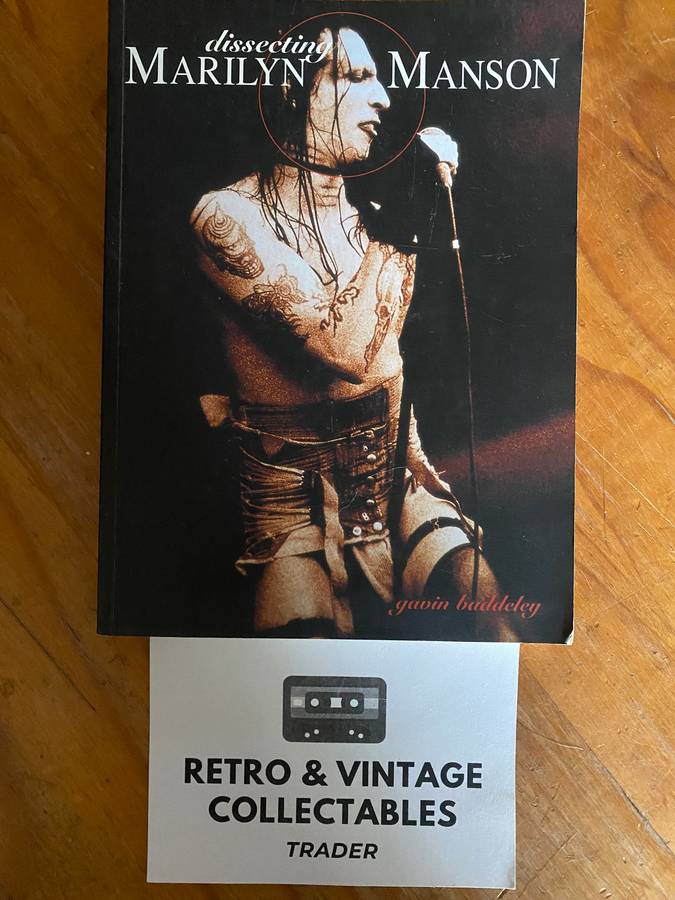 dissecting
MARILYN MANSON
gavin baddeley
RETRO & VINTAGE
COLLECTABLES
TRADER